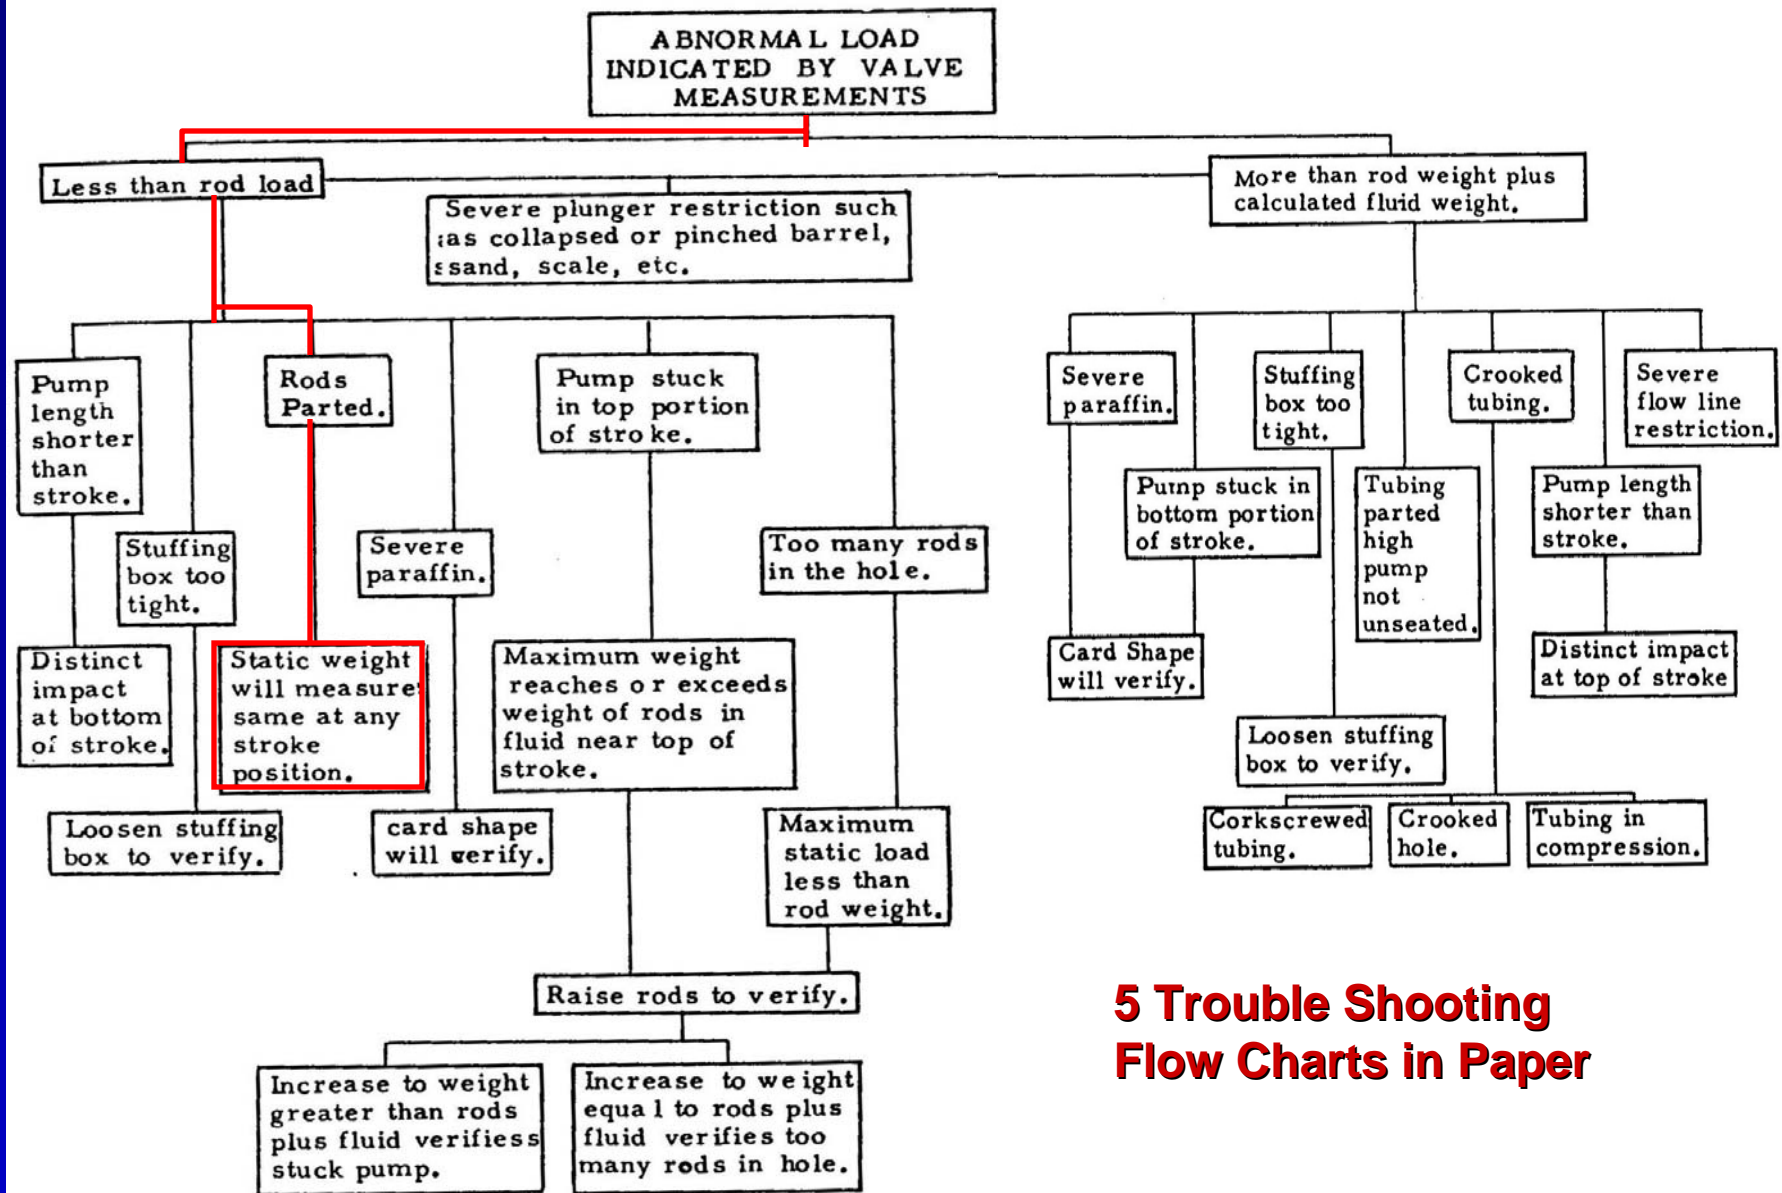 ABNORMAL LOAD
INDICATED BY VALVE
MEASUREMENTS
Less than rod load
Severe plunger restriction such
as collapsed or pinched barrel,
ssand, scale, etc.
More than rod weight plus
calculated fluid weight.
Pump
length
shorter
than
stroke.
Rods
Parted.
Pump stuck
in top portion
of stroke.
Stuffing
box too
tight.
Severe
paraffin.
Too many rods
in the hole.
Distinct
impact
at bottom
of stroke.
Static weight
will measure
same at any
stroke
position.
Maximum weight
reaches or exceeds
weight of rods in
fluid near top of
stroke.
Loosen stuffing
box to verify.
card shape
will verify.
Maximum
static load
less than
rod weight.
Raise rods to verify.
Increase to weight
greater than rods
plus fluid verifiess
stuck pump.
Increase to weight
equal to rods plus
fluid verifies too
many rods in hole.
Severe
paraffin.
Stuffing
box too
tight.
Crooked
tubing.
Severe
flow line
restriction.
Pump stuck in
bottom portion
of stroke.
Tubing
parted
high
pump
not
unseated.
Pump length
shorter than
stroke.
Card Shape
will verify.
Distinct impact
at top of stroke
Loosen stuffing
box to verify.
Corkscrewed
tubing.
Crooked
hole.
Tubing in
compression.
5 Trouble Shooting
Flow Charts in Paper